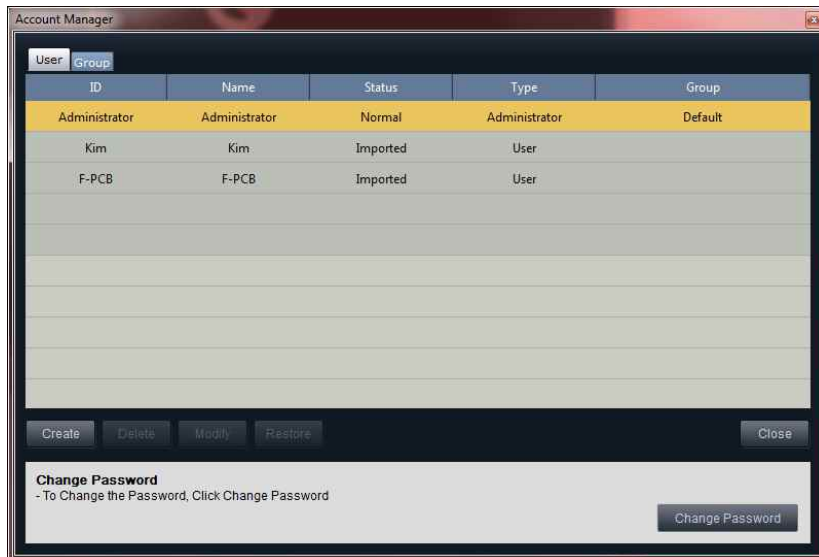 Account Manager
User Group
ID Name Status Type Group
Administrator Administrator Normal Administrator Default
Kim Kim Imported User
F-PCB F-PCB Imported User
Create Delete Modify Restore Close
Change Password
- To Change the Password, Click Change Password
Change Password